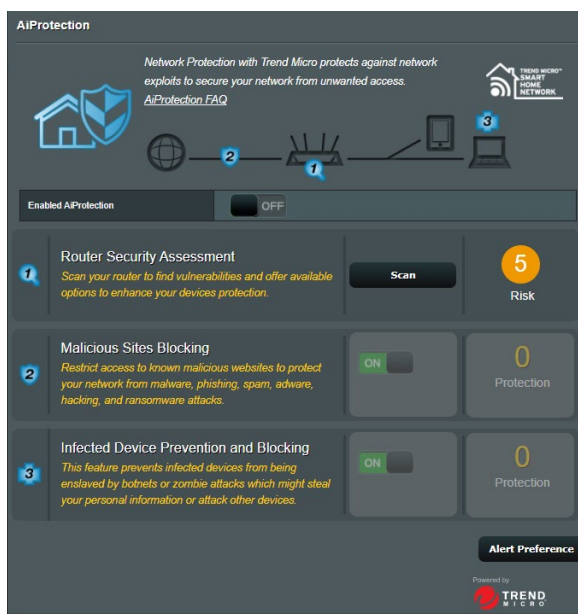 AiProtection
Network Protection with Trend Micro protects against network
exploits to secure your network from unwanted access.
AiProtection FAQ
TREND MICRO™
SMART
HOME
NETWORK
3
2
1
Enabled AiProtection
OFF
1
Router Security Assessment
Scan your router to find vulnerabilities and offer available
options to enhance your devices protection.
Scan
5
Risk
2
Malicious Sites Blocking
Restrict access to known malicious websites to protect
your network from malware, phishing, spam, adware,
hacking, and ransomware attacks.
ON
0
Protection
3
Infected Device Prevention and Blocking
This feature prevents infected devices from being
enslaved by botnets or zombie attacks which might steal
your personal information or attack other devices.
ON
0
Protection
Alert Preference
Powered by
TREND
MICRO